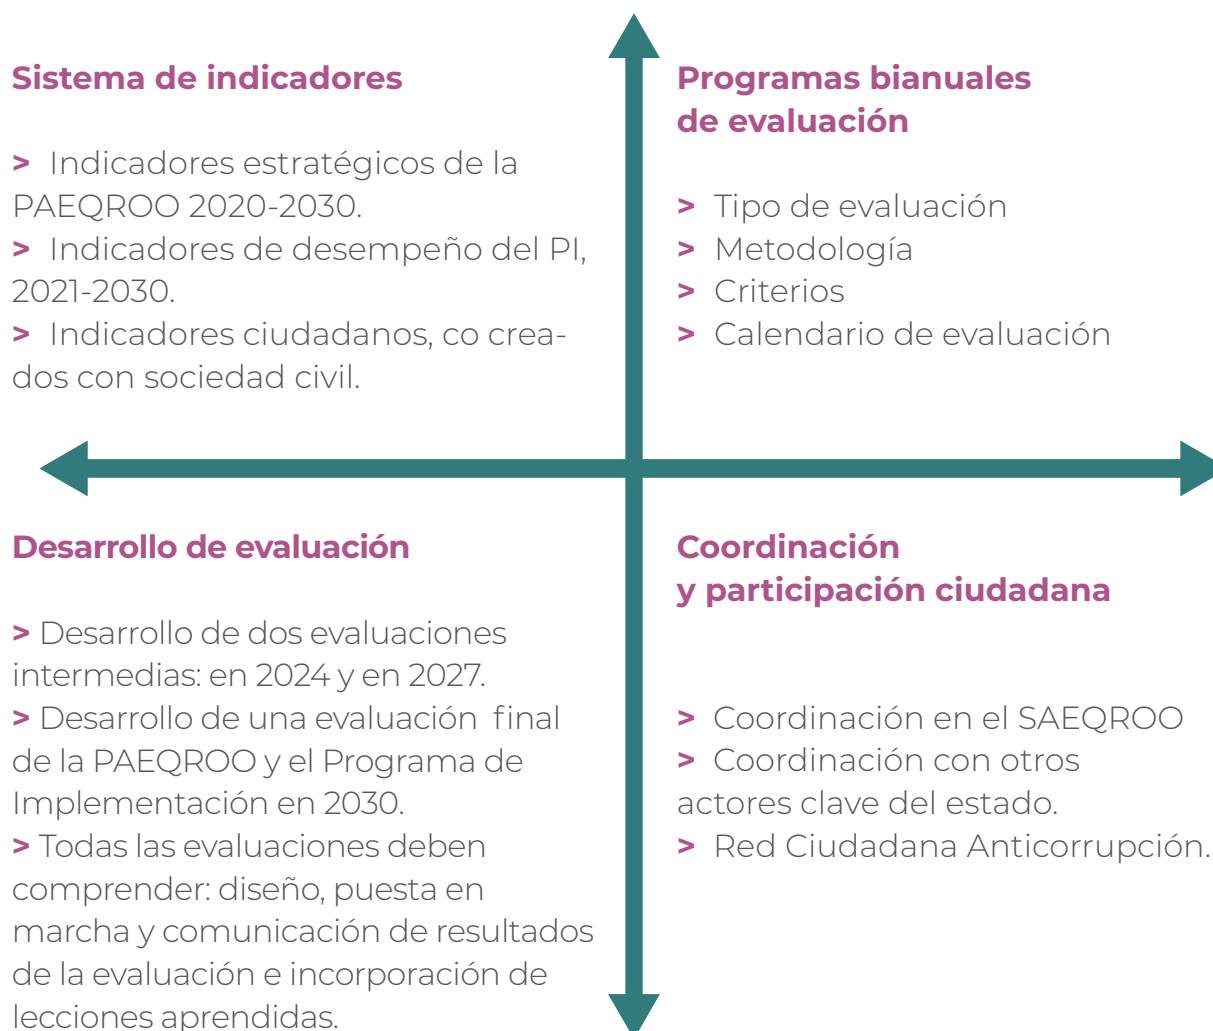 Sistema de indicadores
> Indicadores estratégicos de la
PAEQROO 2020-2030.
> Indicadores de desempeño del PI,
2021-2030.
> Indicadores ciudadanos, co crea-
dos con sociedad civil.
Programas bianuales
de evaluación
> Tipo de evaluación
> Metodología
> Criterios
> Calendario de evaluación
Desarrollo de evaluación
> Desarrollo de dos evaluaciones
intermedias: en 2024 y en 2027.
> Desarrollo de una evaluación final
de la PAEQROO y el Programa de
Implementación en 2030.
> Todas las evaluaciones deben
comprender: diseño, puesta en
marcha y comunicación de resultados
de la evaluación e incorporación de
lecciones aprendidas.
Coordinación
y participación ciudadana
> Coordinación en el SAEQROO
> Coordinación con otros
actores clave del estado.
> Red Ciudadana Anticorrupción.